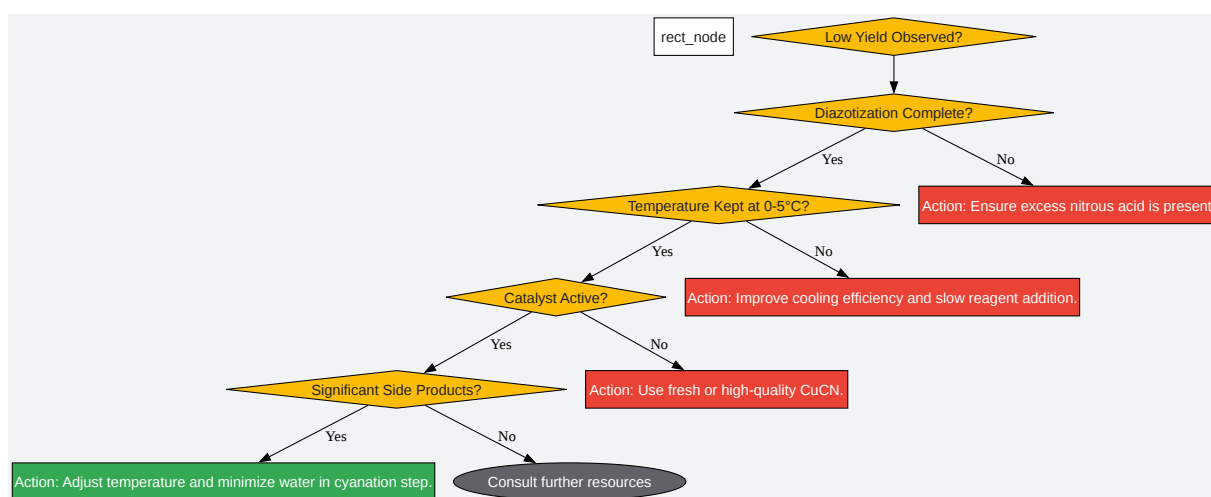 rect_node
Low Yield Observed?
Diazotization Complete?
Yes
No
Temperature Kept at 0-5°C?
Action: Ensure excess nitrous acid is present
Yes
No
Catalyst Active?
Action: Improve cooling efficiency and slow reagent addition.
Yes
No
Significant Side Products?
Action: Use fresh or high-quality CuCN.
Yes
No
Action: Adjust temperature and minimize water in cyanation step.
Consult further resources